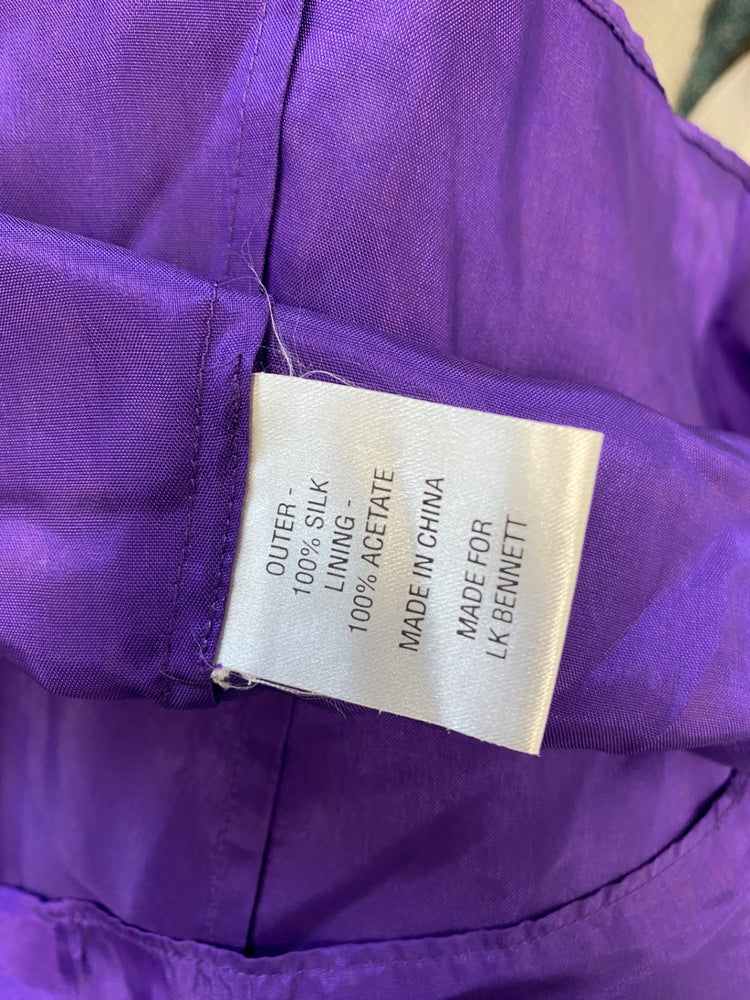 OUTER -
100% SILK
LINING -
100% ACETATE
MADE IN CHINA
MADE FOR
LK BENNETT